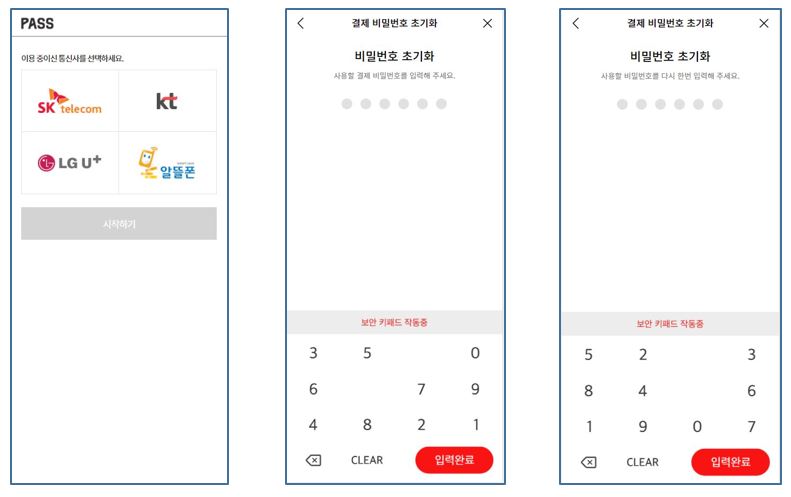 PASS
이용 중이신 통신사를 선택하세요.
SK telecom
kt
LG U+
알뜰폰
시작하기
결제 비밀번호 초기화
비밀번호 초기화
사용할 결제 비밀번호를 입력해 주세요.
보안 키패드 작동중
3 5 0
6 7 9
4 8 2 1
CLEAR 입력완료
결제 비밀번호 초기화
비밀번호 초기화
사용할 비밀번호를 다시 한번 입력해 주세요.
보안 키패드 작동중
5 2 3
8 4 6
1 9 0 7
CLEAR 입력완료